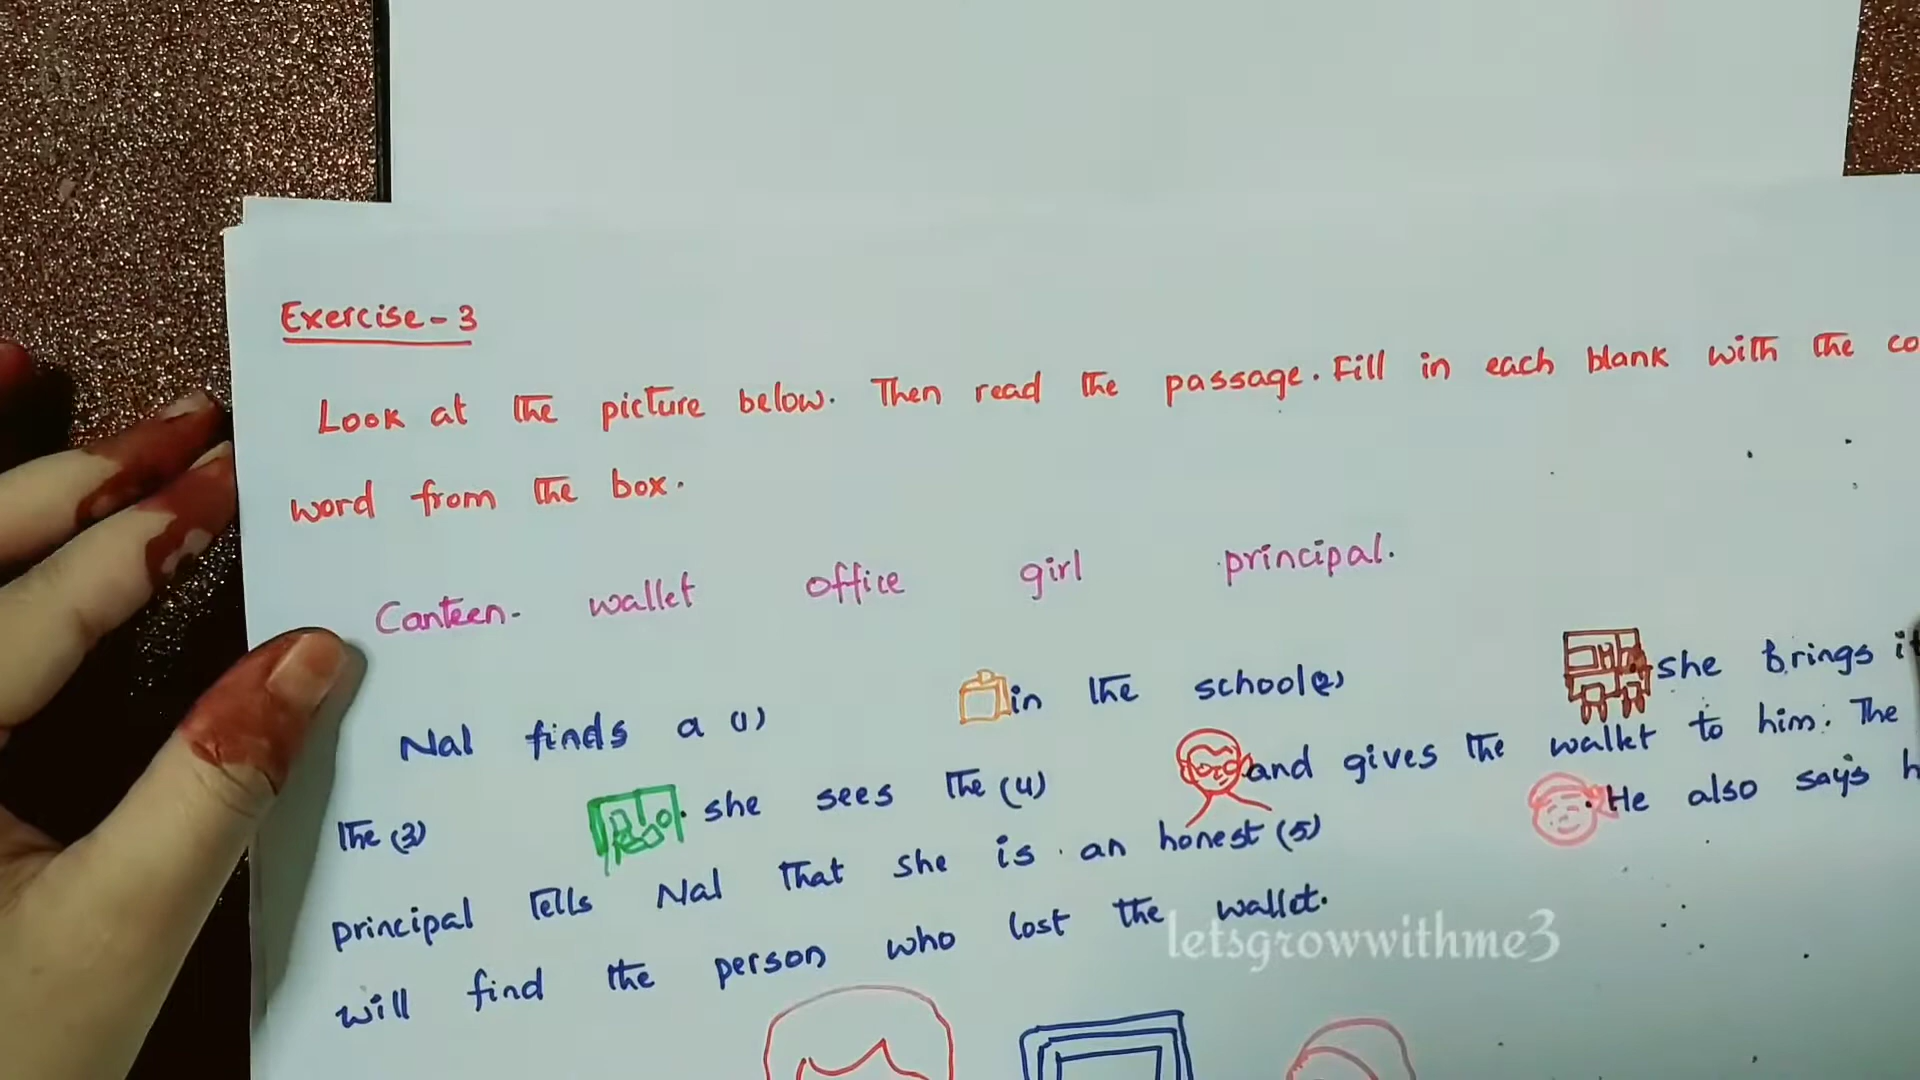 Exercise-3
Look at the picture below. Then read the passage. Fill in each blank with the co
word from the box.
Canteen- wallet office girl principal.
Nal finds a (1) in the school(2) she brings it
the (3) . she sees the (4) and gives the wallet to him. The
principal tells Nal that she is an honest (5) . He also says h
will find the person who lost the wallet.
letsgrowwithme3